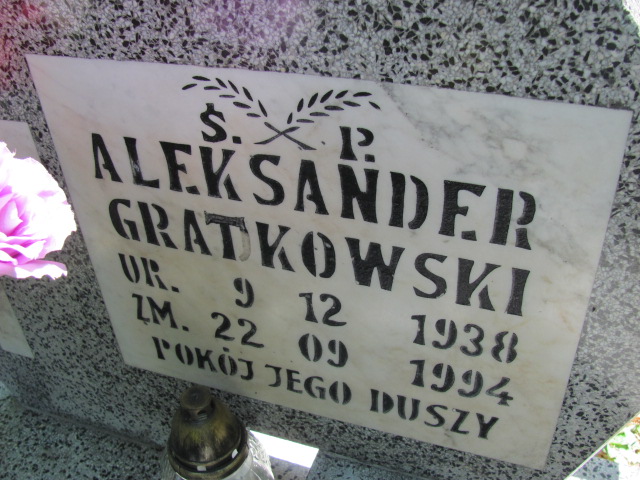 Ś. P.
ALEKSANDER
GRATKOWSKI
UR. 9 12 1938
ZM. 22 09 1994
POKÓJ JEGO DUSZY